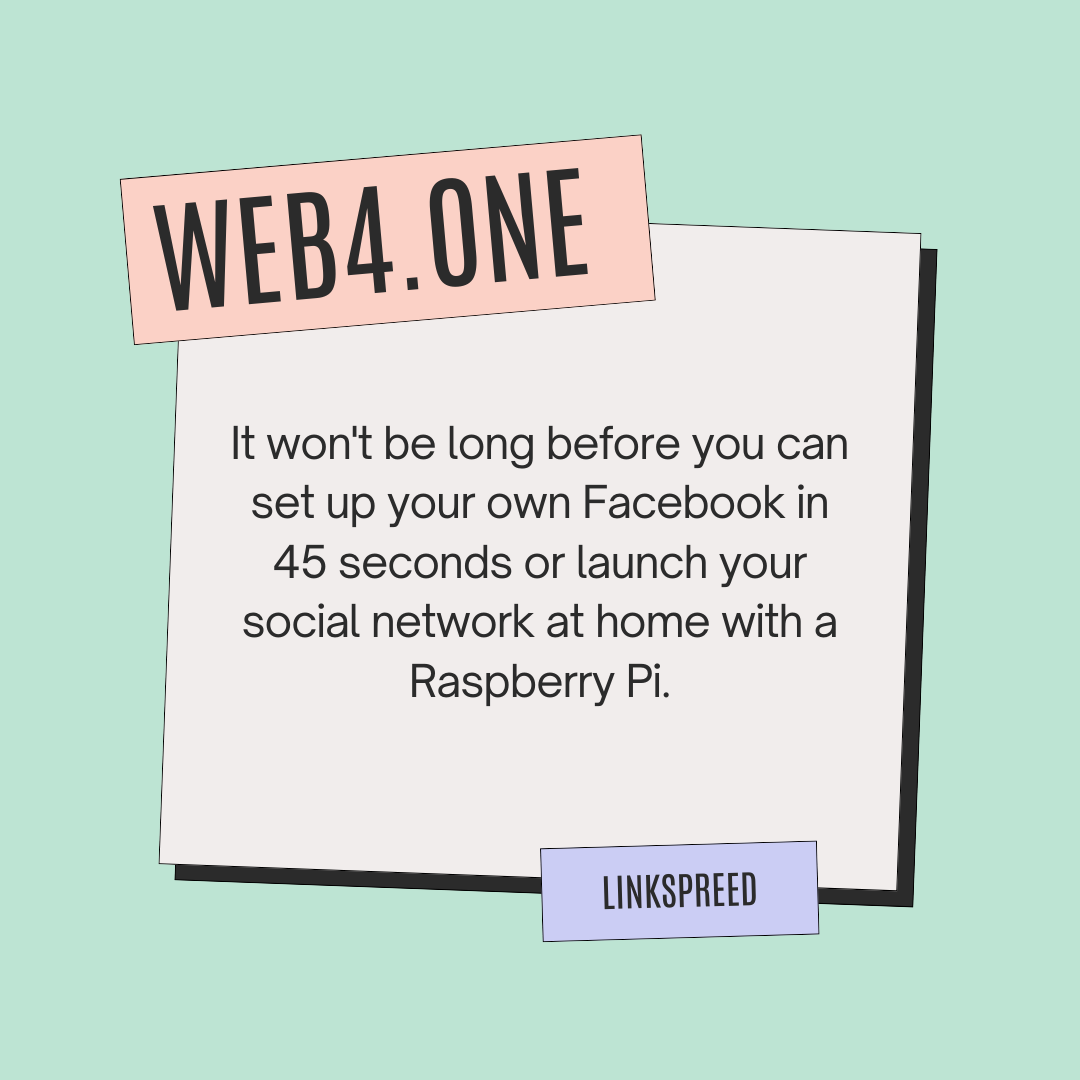 WEB4.ONE
It won't be long before you can
set up your own Facebook in
45 seconds or launch your
social network at home with a
Raspberry Pi.
LINKSPREED